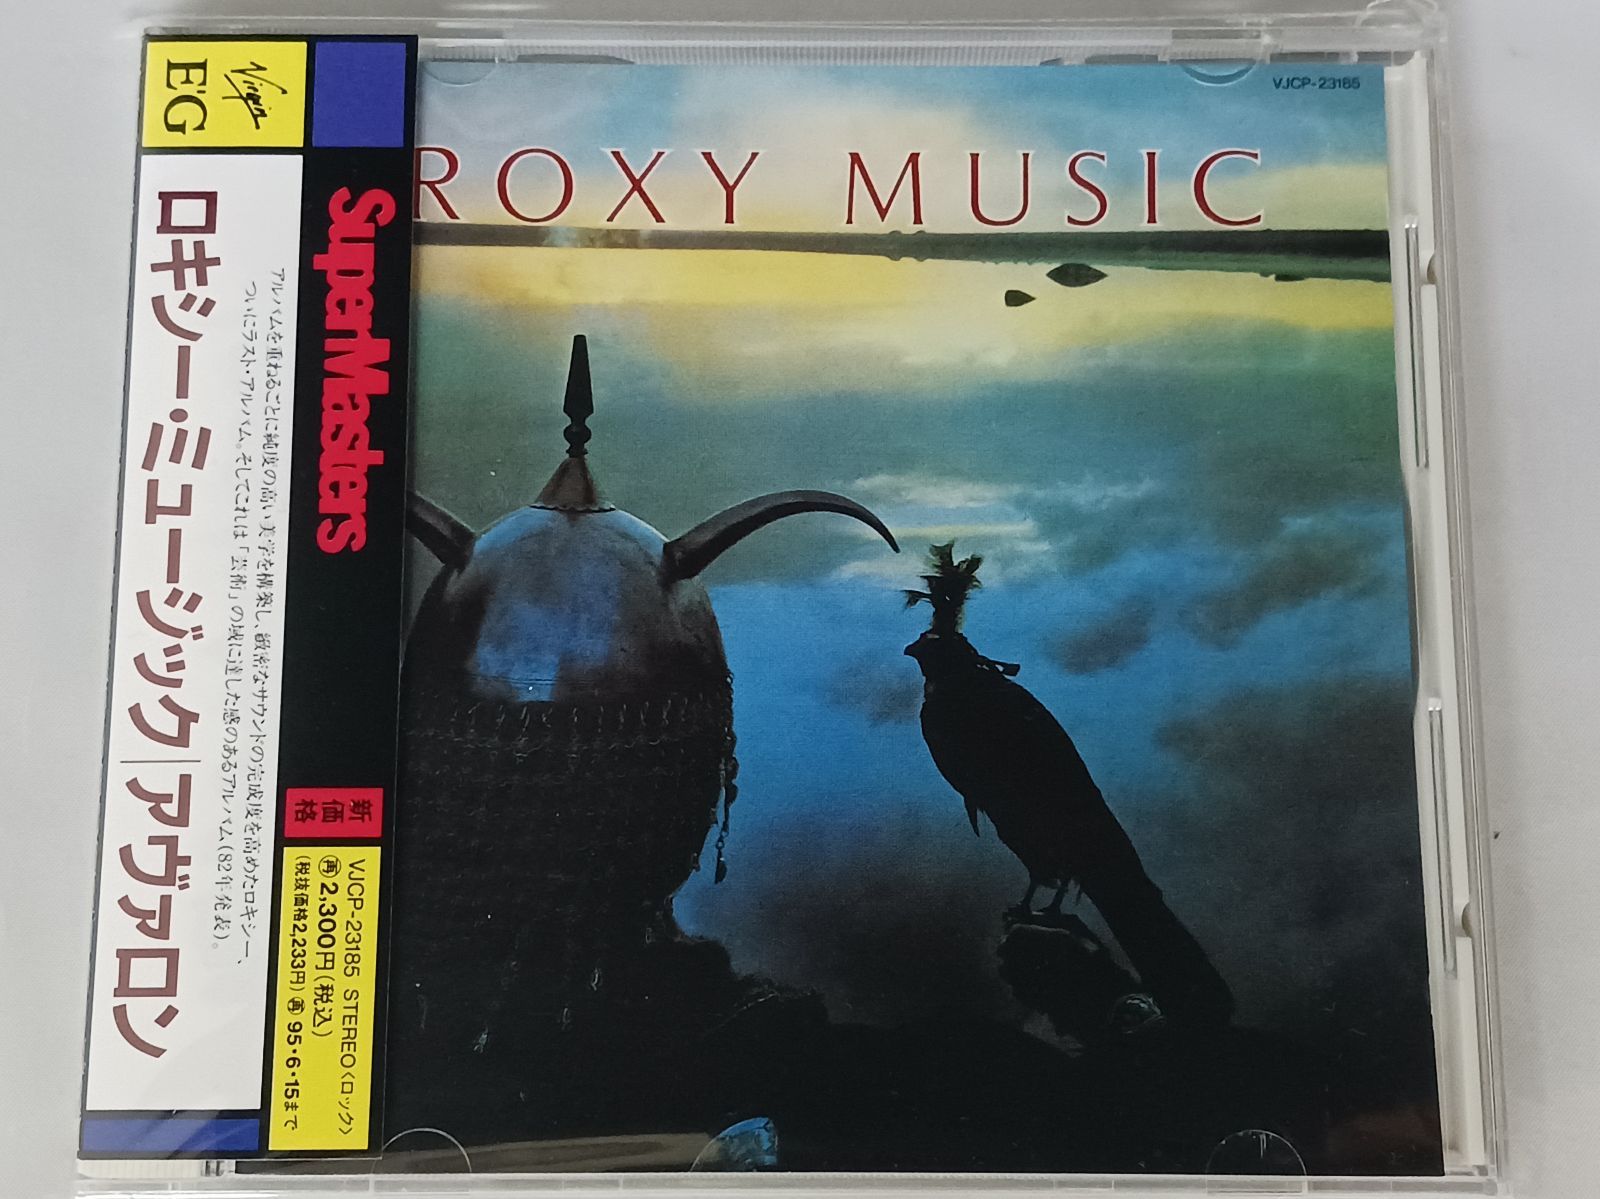 Virgin
EG
ロキシー・ミュージック|アヴァロン
アルバムを重ねるごとに純度の高い美学を構築し、緻密なサウンドの完成度を高めたロキシー、
ついにラスト・アルバム。そしてこれは「芸術」の域に達した感のあるアルバム(82年発表)。
SuperMasters
新価格
VJCP-23185 STEREO〈ロック〉
再2,300円(税込)
(税抜価格2,233円)再95・6・15まで
VJCP-23185
ROXY MUSIC